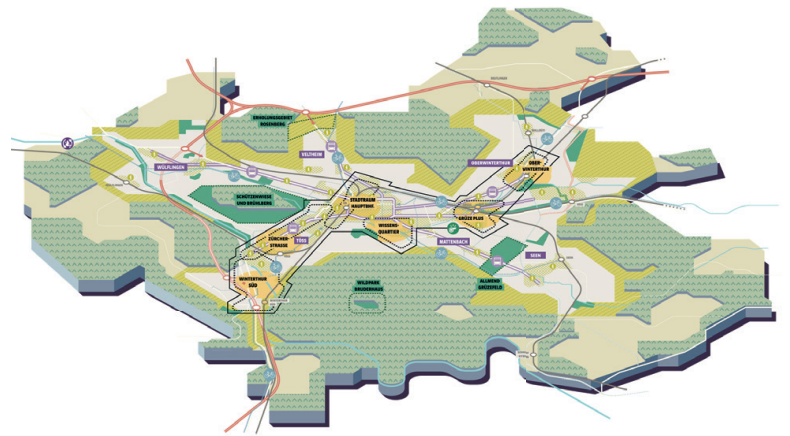 ERHOLUNGSGEBIET
ROSENBERG
VELTHEIM
OBERWINTERTHUR
OBER-
WINTERTHUR
WÜLFLINGEN
SCHÜTZENWIESE
UND BRÜHLBERG
STADTRAUM
HAUPTBHF.
GRÜZE PLUS
WISSENS-
QUARTIER
ZÜRCHER-
STRASSE
TÖSS
MATTENBACH
SEEN
WINTERTHUR
SÜD
WILDPARK
BRUDERHAUS
ALLMEND
GRÜZEFELD